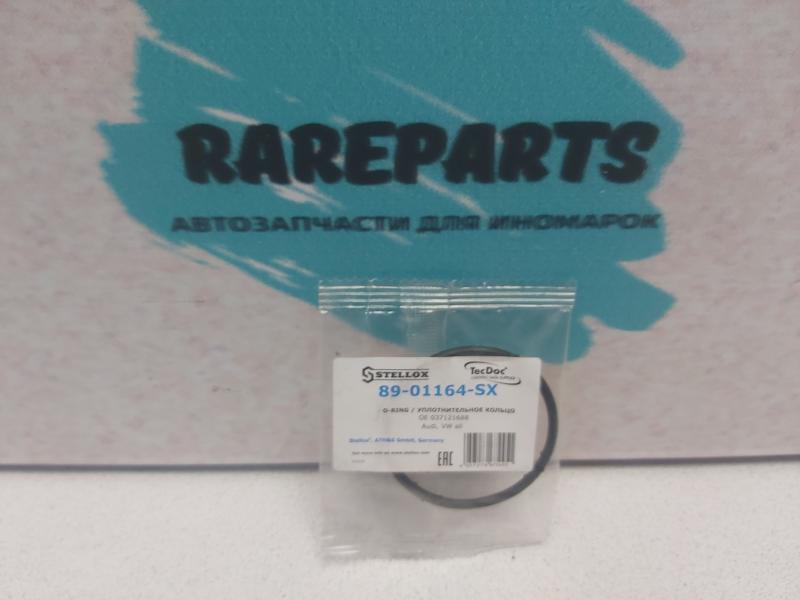 RAREPARTS
АВТОЗАПЧАСТИ ДЛЯ ИНОМАРОК
STELLOX
TecDoc
89-01164-SX
O-RING / УПЛОТНИТЕЛЬНОЕ КОЛЬЦО
OE 037121688
Audi, VW all
Stellox, ATH&S GmbH, Germany
EAC